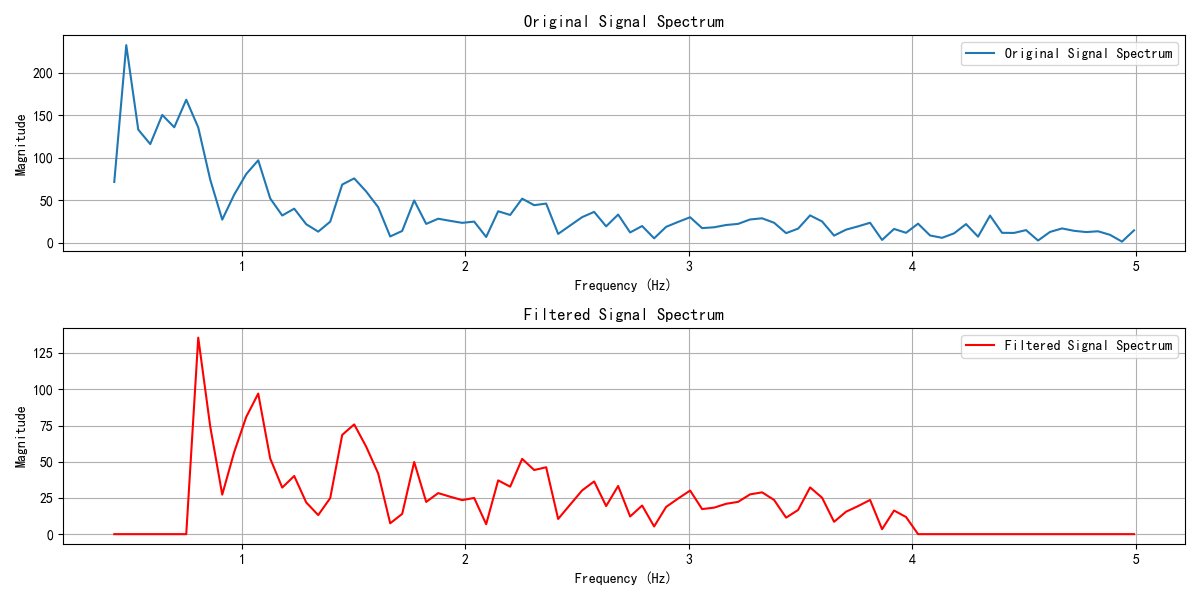 Original Signal Spectrum
Original Signal Spectrum
Magnitude
200
150
100
50
0
1 2 3 4 5
Frequency (Hz)
Filtered Signal Spectrum
Filtered Signal Spectrum
Magnitude
125
100
75
50
25
0
1 2 3 4 5
Frequency (Hz)